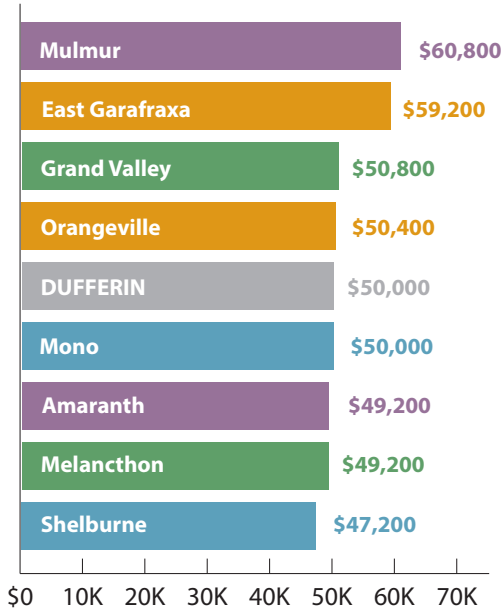 Mulmur $60,800
East Garafraxa $59,200
Grand Valley $50,800
Orangeville $50,400
DUFFERIN $50,000
Mono $50,000
Amaranth $49,200
Melancthon $49,200
Shelburne $47,200
$0 10K 20K 30K 40K 50K 60K 70K